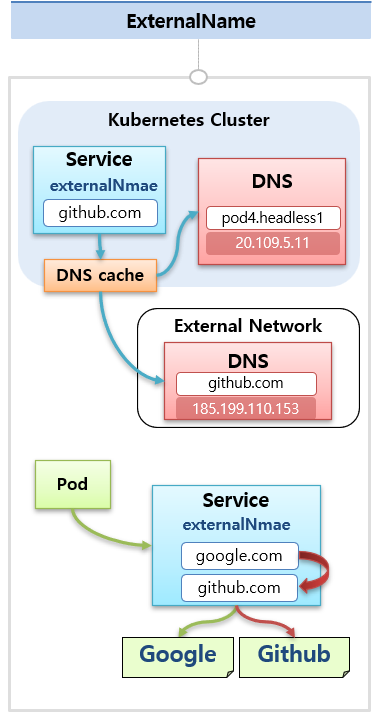 ExternalName
Kubernetes Cluster
Service
externalNmae
github.com
DNS
pod4.headless1
20.109.5.11
DNS cache
External Network
DNS
github.com
185.199.110.153
Pod
Service
externalNmae
google.com
github.com
Google
Github